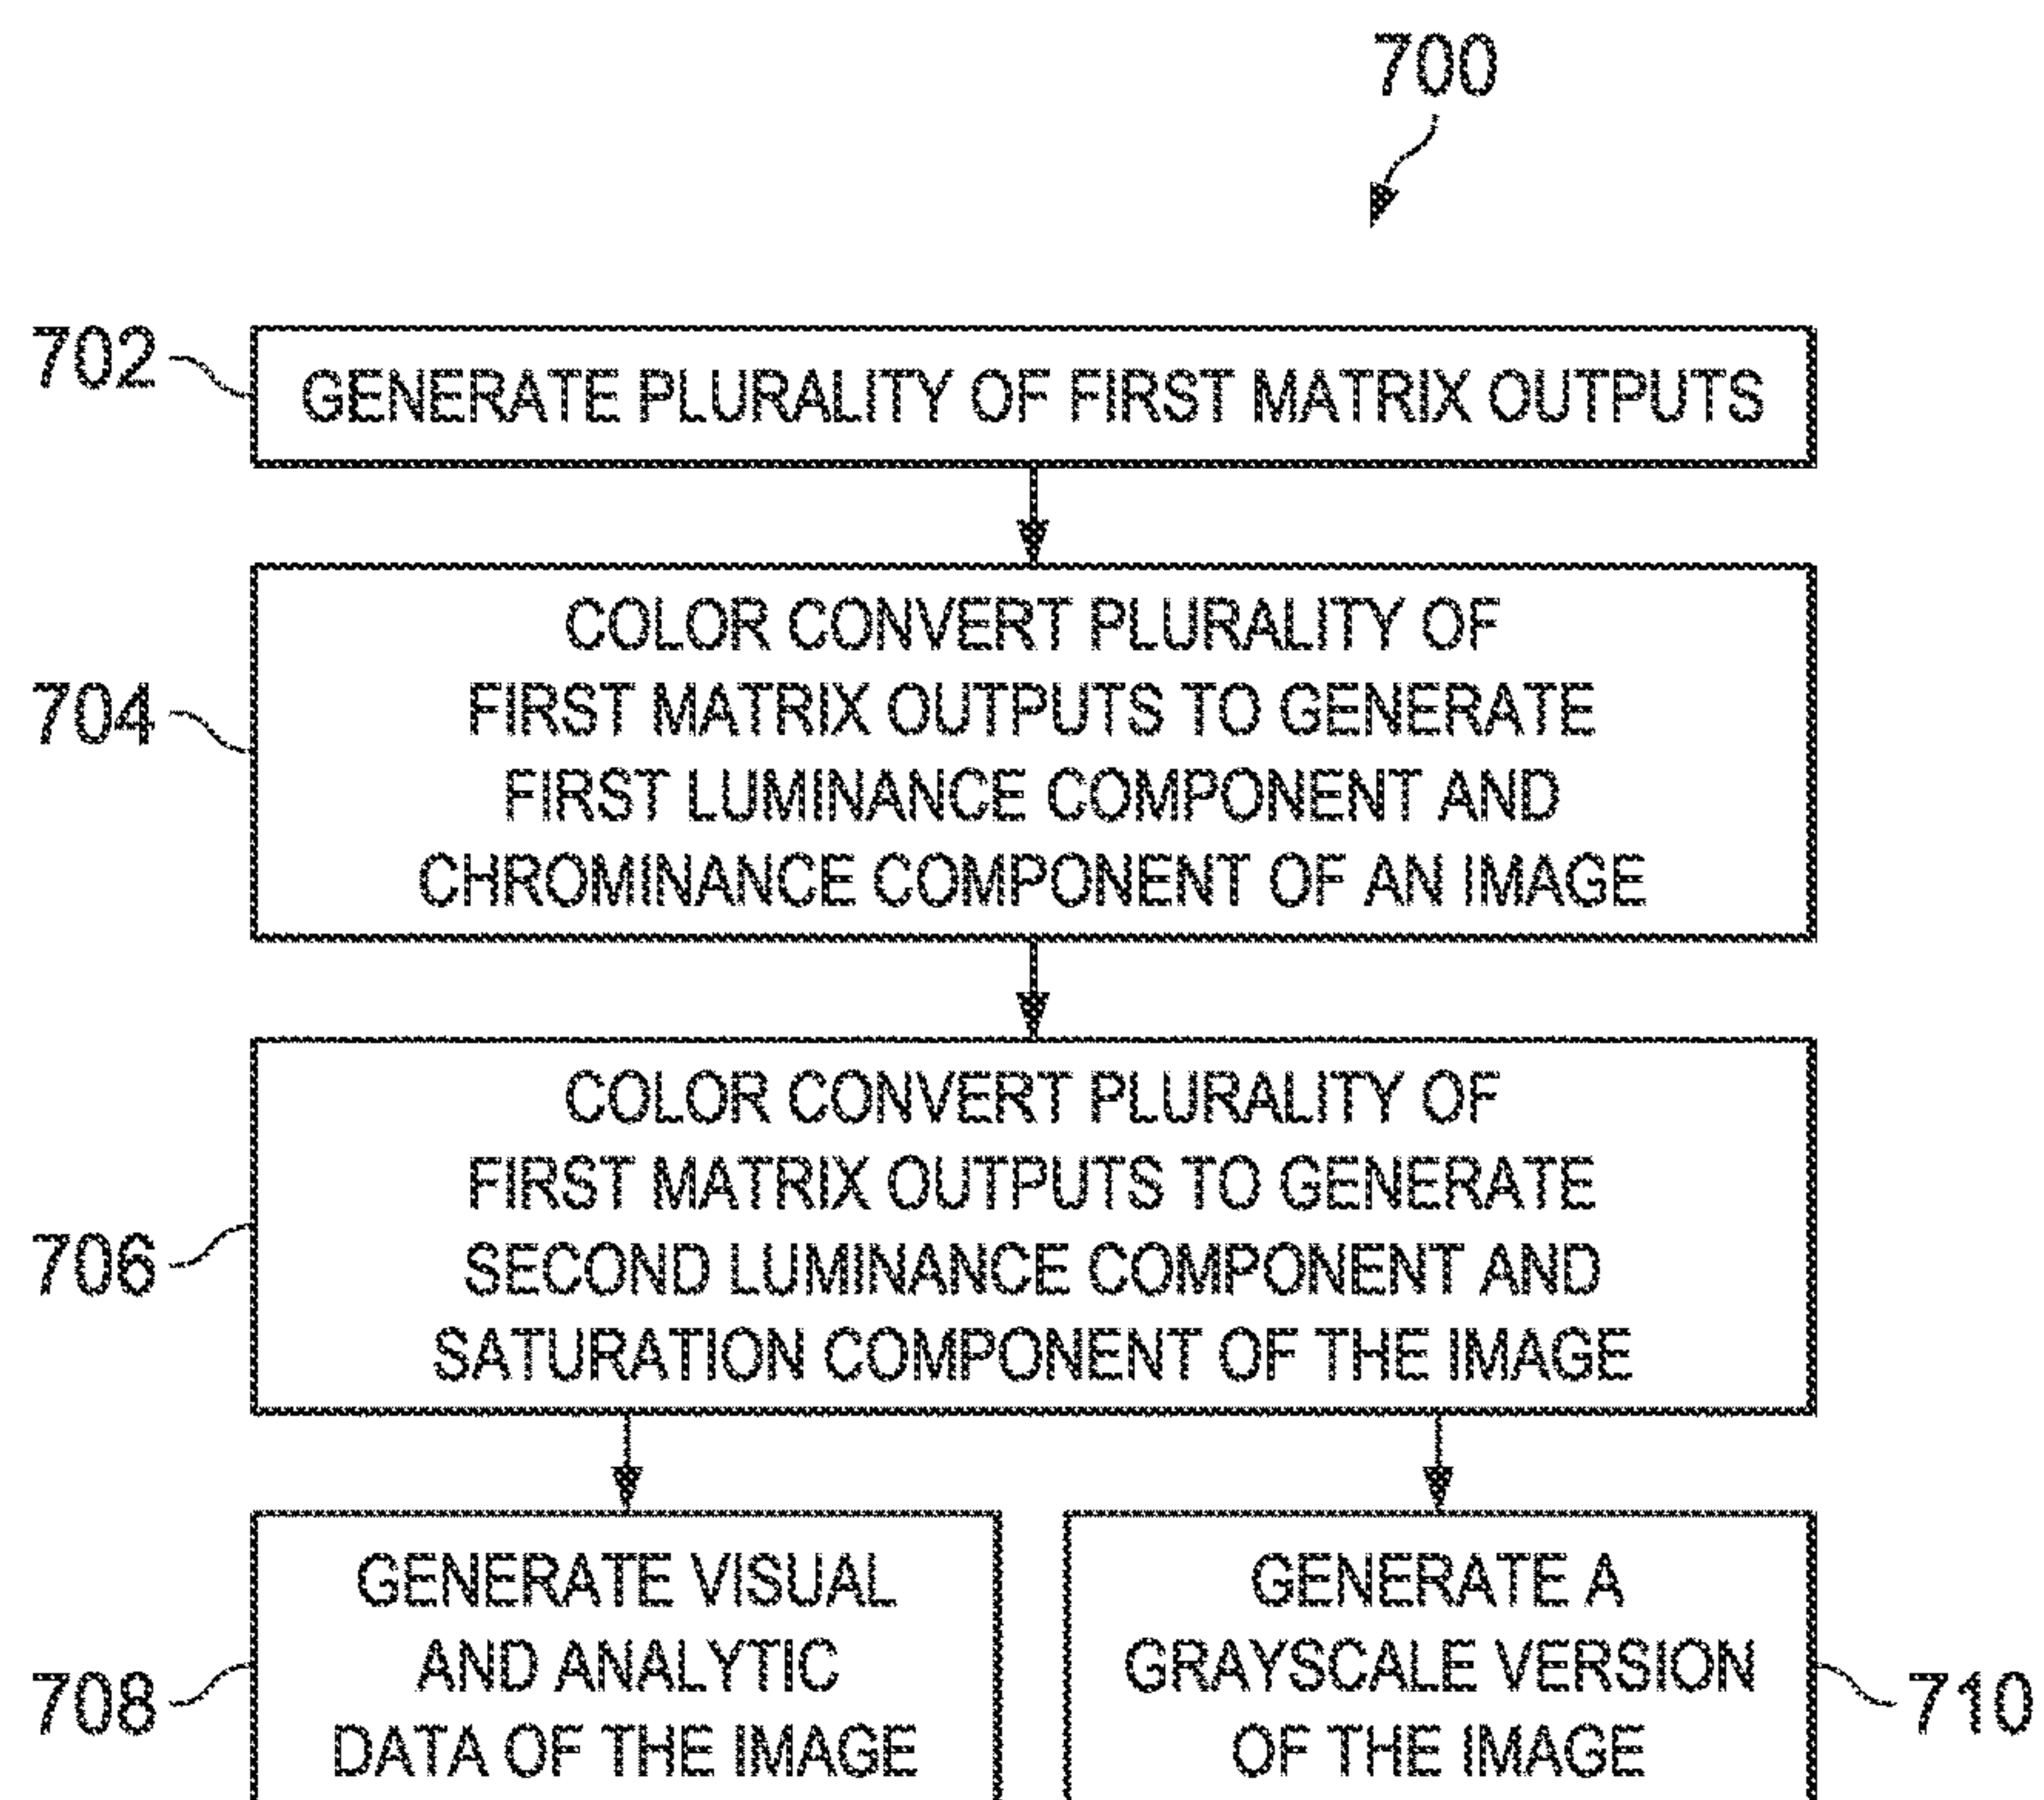 700
702
GENERATE PLURALITY OF FIRST MATRIX OUTPUTS
704
COLOR CONVERT PLURALITY OF
FIRST MATRIX OUTPUTS TO GENERATE
FIRST LUMINANCE COMPONENT AND
CHROMINANCE COMPONENT OF AN IMAGE
706
COLOR CONVERT PLURALITY OF
FIRST MATRIX OUTPUTS TO GENERATE
SECOND LUMINANCE COMPONENT AND
SATURATION COMPONENT OF THE IMAGE
708
GENERATE VISUAL
AND ANALYTIC
DATA OF THE IMAGE
GENERATE A
GRAYSCALE VERSION
OF THE IMAGE
710